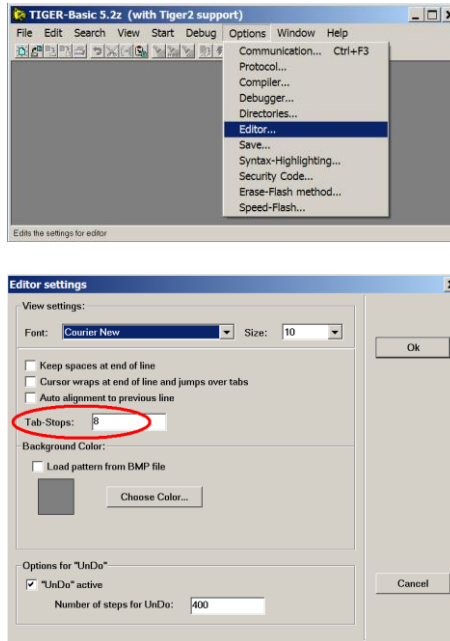 TIGER-Basic 5.2z (with Tiger2 support)
File Edit Search View Start Debug Options Window Help
Communication... Ctrl+F3
Protocol...
Compiler...
Debugger...
Directories...
Editor...
Save...
Syntax-Highlighting...
Security Code...
Erase-Flash method...
Speed-Flash...
Edits the settings for editor
Editor settings
View settings:
Font: Courier New Size: 10
Ok
Keep spaces at end of line
Cursor wraps at end of line and jumps over tabs
Auto alignment to previous line
Tab-Stops: 8
Background Color:
Load pattern from BMP file
Choose Color...
Options for "UnDo"
"UnDo" active
Cancel
Number of steps for UnDo: 400